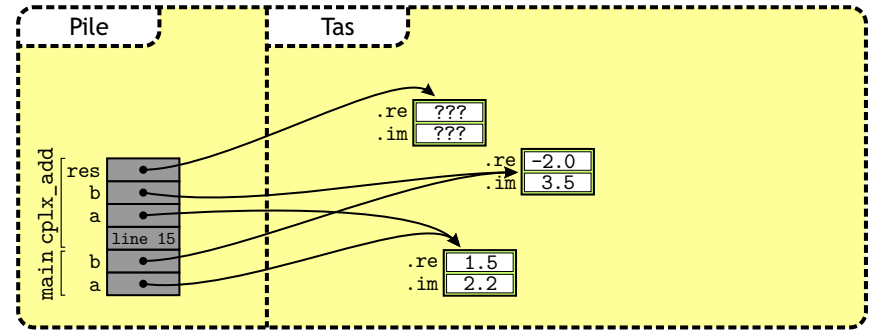 Pile
Tas
.re ???
.im ???
cplx_add
res
b
a
line 15
.re -2.0
.im 3.5
main
b
a
.re 1.5
.im 2.2